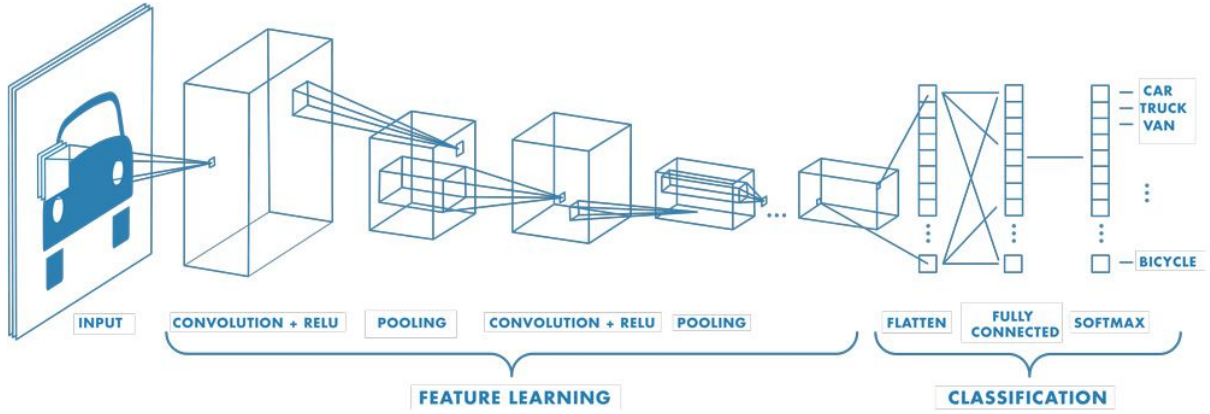 CAR
TRUCK
VAN
BICYCLE
INPUT
CONVOLUTION + RELU
POOLING
CONVOLUTION + RELU
POOLING
FLATTEN
FULLY
CONNECTED
SOFTMAX
FEATURE LEARNING
CLASSIFICATION